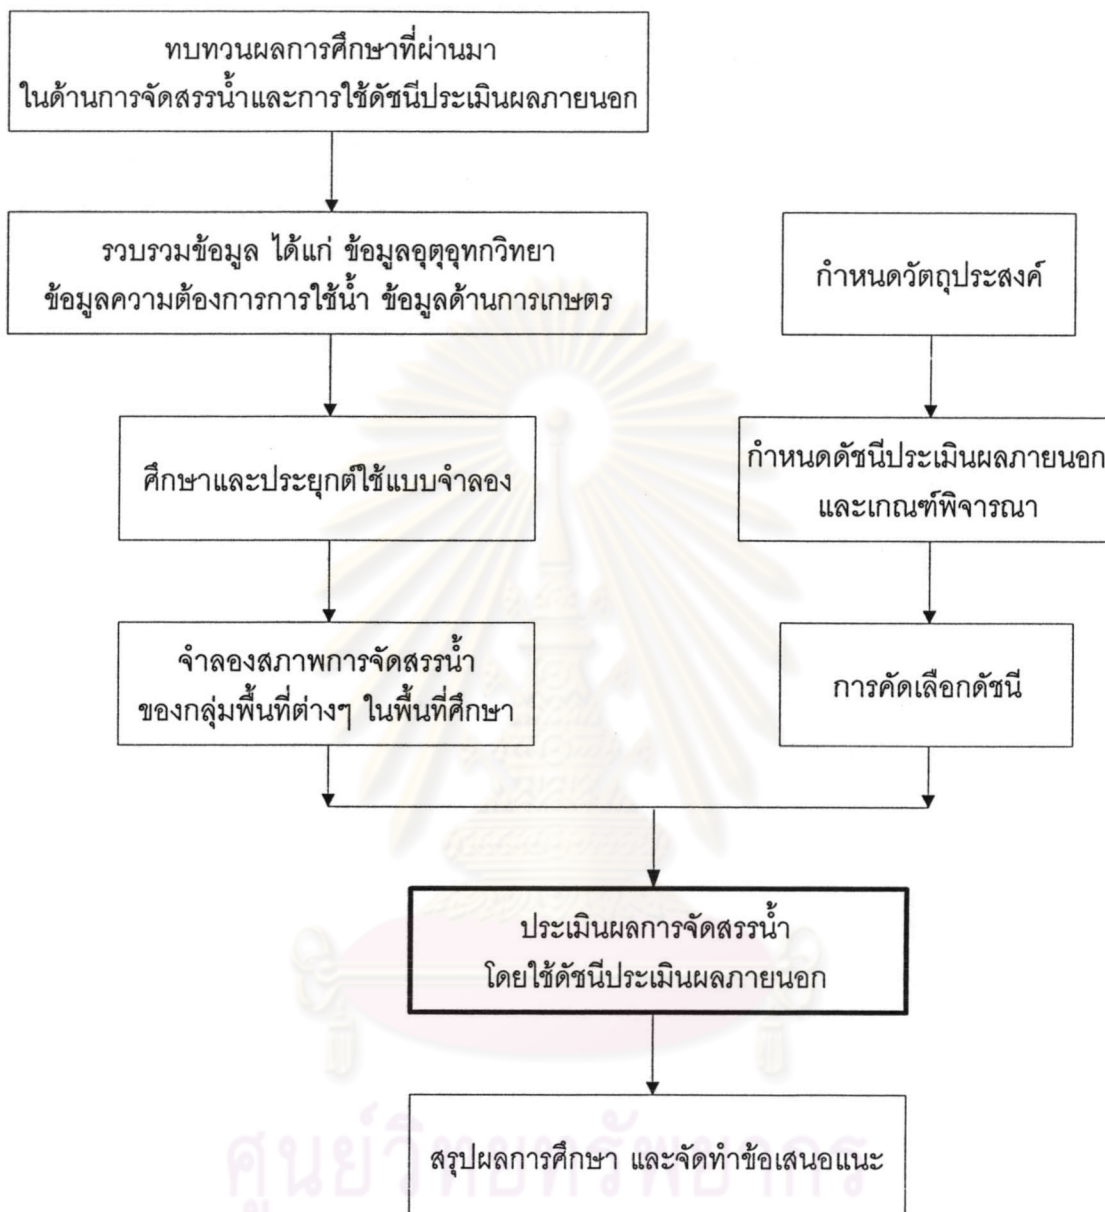 ทบทวนผลการศึกษาที่ผ่านมา
ในด้านการจัดสรรน้ำและการใช้ดัชนีประเมินผลภายนอก
รวบรวมข้อมูล ได้แก่ ข้อมูลอุตุอุทกวิทยา
ข้อมูลความต้องการการใช้น้ำ ข้อมูลด้านการเกษตร
ศึกษาและประยุกต์ใช้แบบจำลอง
จำลองสภาพการจัดสรรน้ำ
ของกลุ่มพื้นที่ต่างๆ ในพื้นที่ศึกษา
กำหนดวัตถุประสงค์
กำหนดดัชนีประเมินผลภายนอก
และเกณฑ์พิจารณา
การคัดเลือกดัชนี
ประเมินผลการจัดสรรน้ำ
โดยใช้ดัชนีประเมินผลภายนอก
สรุปผลการศึกษา และจัดทำข้อเสนอแนะ
ศูนย์วิทยทรัพยากร